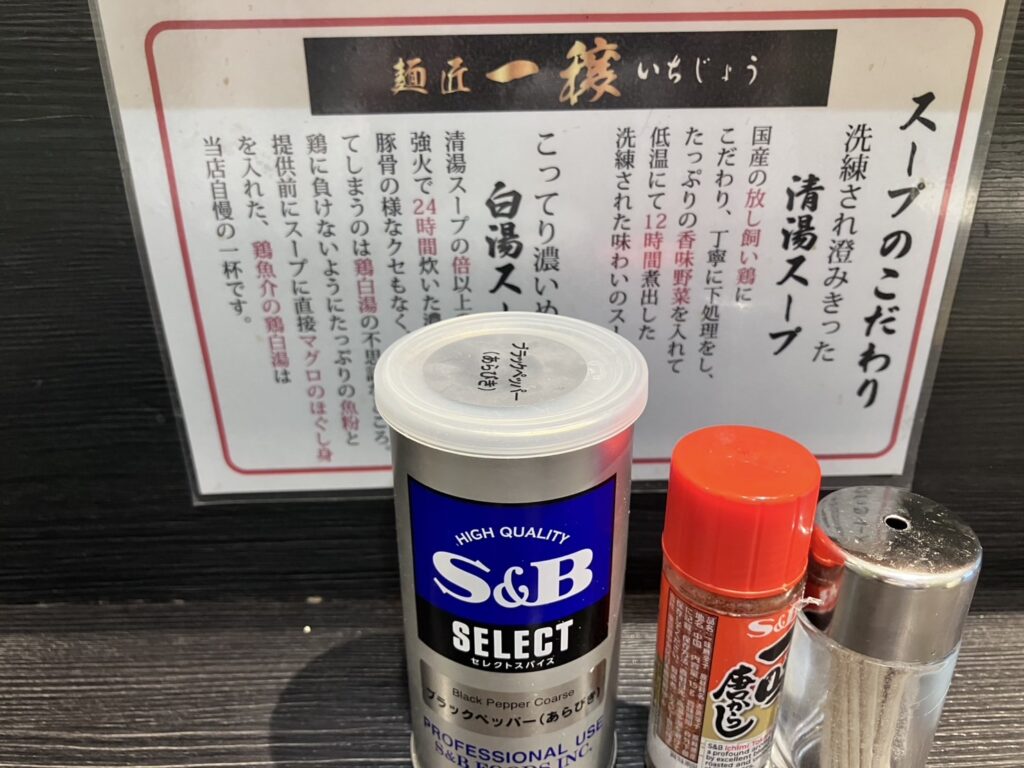 麺匠 一穣 いちじょう
スープのこだわり
洗練され澄みきった
清湯スープ
国産の放し飼い鶏に
こだわり、丁寧に下処理をし、
たっぷりの香味野菜を入れて
低温にて12時間煮出した
洗練された味わいのスー
こってり濃いめ
白湯スー
清湯スープの倍以上
強火で24時間炊いた濃
豚骨の様なクセもなく、
てしまうのは鶏白湯の不思
鶏に負けないようにたっぷりの魚粉と
提供前にスープに直接マグロのほぐし身
を入れた、鶏魚介の鶏白湯は
当店自慢の一杯です。
ブラックペッパー
(あらびき)
HIGH QUALITY
S&B
SELECT
セレクトスパイス
Black Pepper Coarse
ブラックペッパー(あらびき)
PROFESSIONAL USE
S&B FOODS INC.
S&B
一味
唐がらし
S&B Ichimi
a profound
by excellent
roasted and